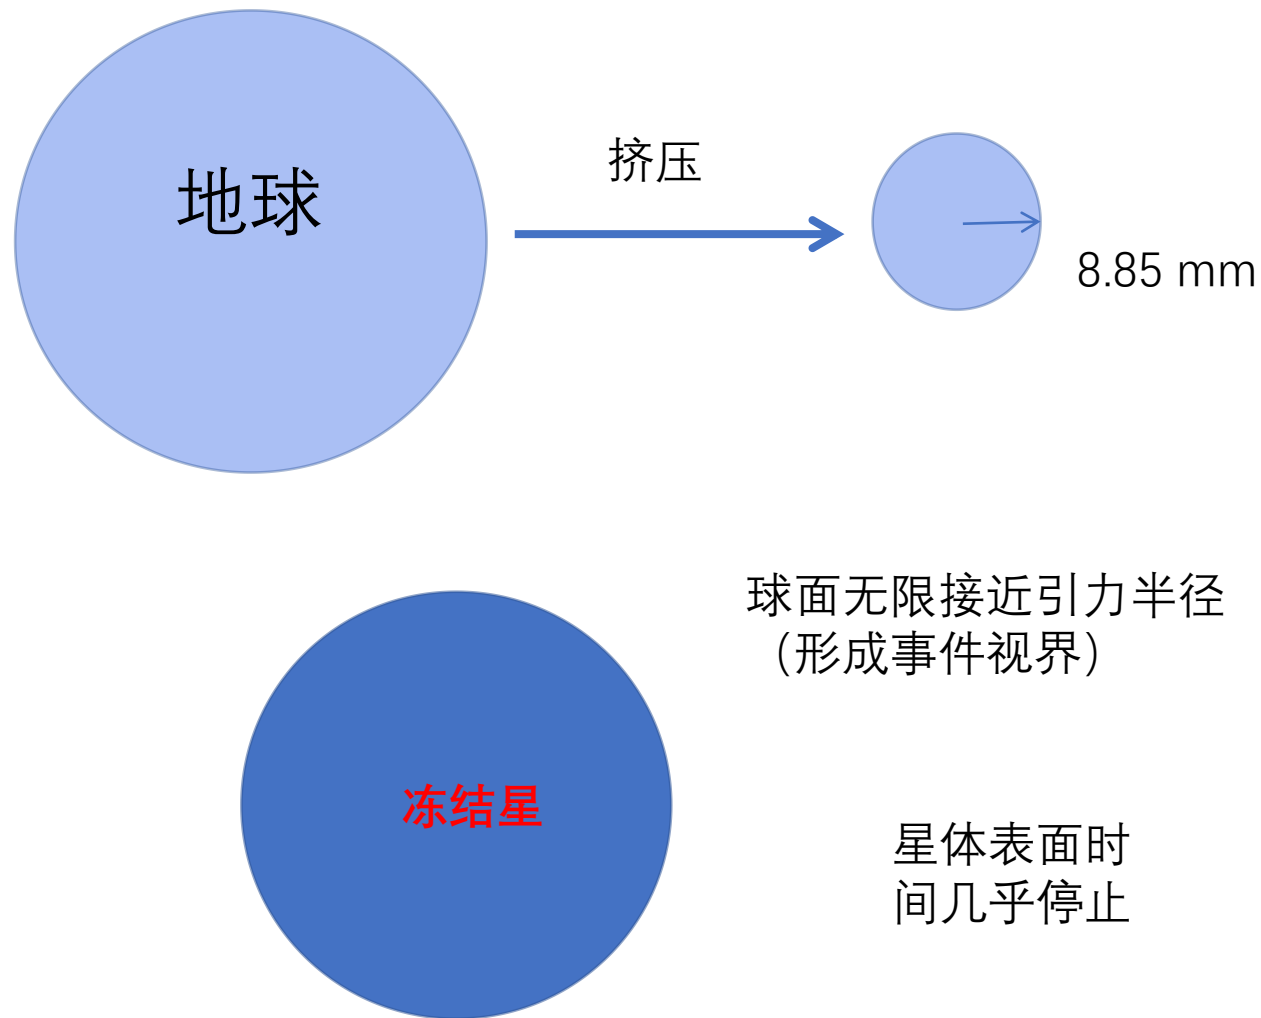 地球
挤压
8.85 mm
球面无限接近引力半径
（形成事件视界）
冻结星
星体表面时
间几乎停止